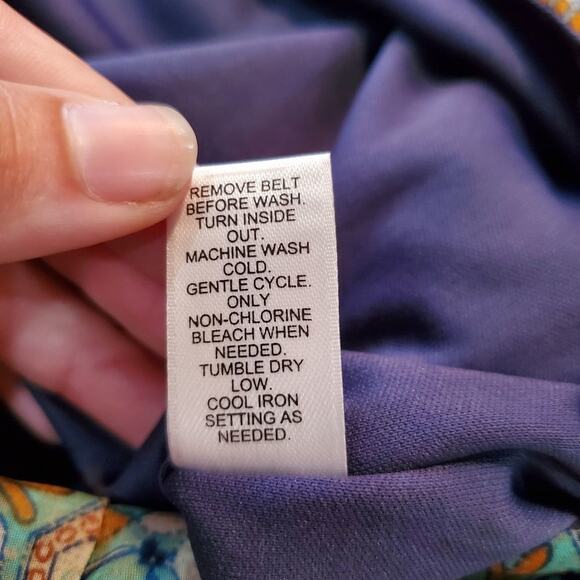 REMOVE BELT
BEFORE WASH.
TURN INSIDE
OUT.
MACHINE WASH
COLD.
GENTLE CYCLE.
ONLY
NON-CHLORINE
BLEACH WHEN
NEEDED.
TUMBLE DRY
LOW.
COOL IRON
SETTING AS
NEEDED.